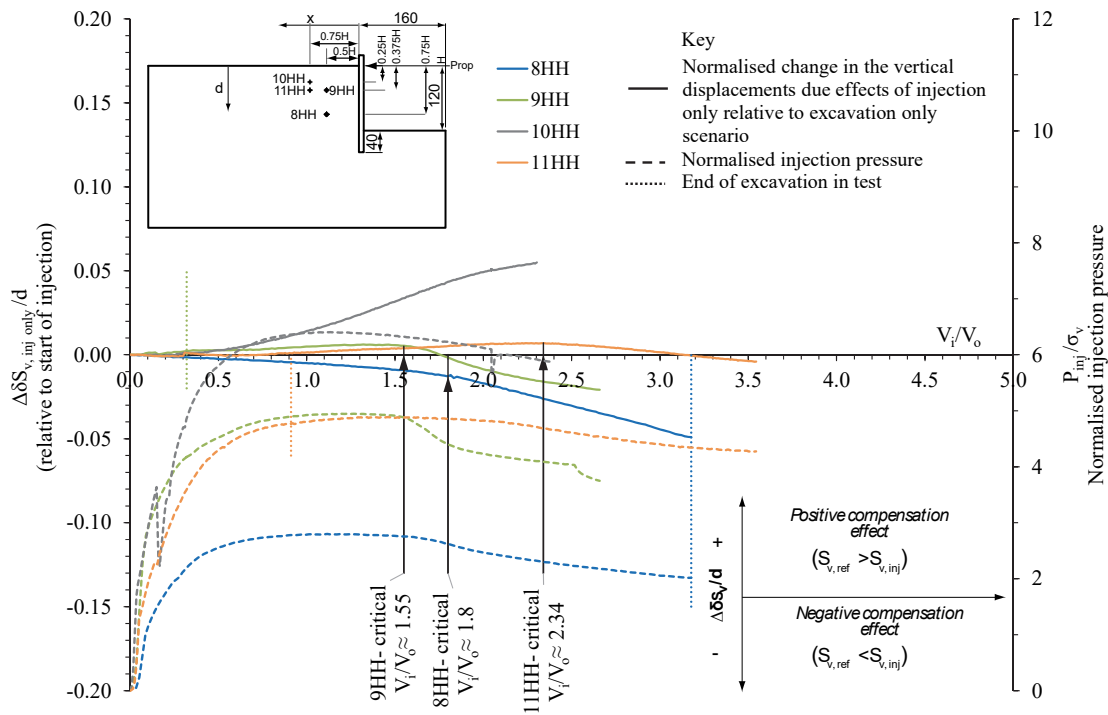 0.20
0.15
0.10
0.05
0.00
-0.05
-0.10
-0.15
-0.20
ΔδS_v, inj only/d
(relative to start of injection)
x
160
0.75H
0.5H
0.25H
0.375H
0.75H
H
Prop
10HH
11HH
9HH
8HH
d
120
40
8HH
9HH
10HH
11HH
Key
Normalised change in the vertical
displacements due effects of injection
only relative to excavation only
scenario
Normalised injection pressure
End of excavation in test
V_i/V_o
0.0
0.5
1.0
1.5
2.0
2.5
3.0
3.5
4.0
4.5
5.0
9HH- critical
V_i/V_o≈ 1.55
8HH- critical
V_i/V_o≈ 1.8
11HH- critical
V_i/V_o≈ 2.34
Δδs_v/d
+
-
Positive compensation
effect
(S_v, ref >S_v, inj)
Negative compensation
effect
(S_v, ref <S_v, inj)
12
10
8
6
4
2
0
P_inj/σ_v
Normalised injection pressure